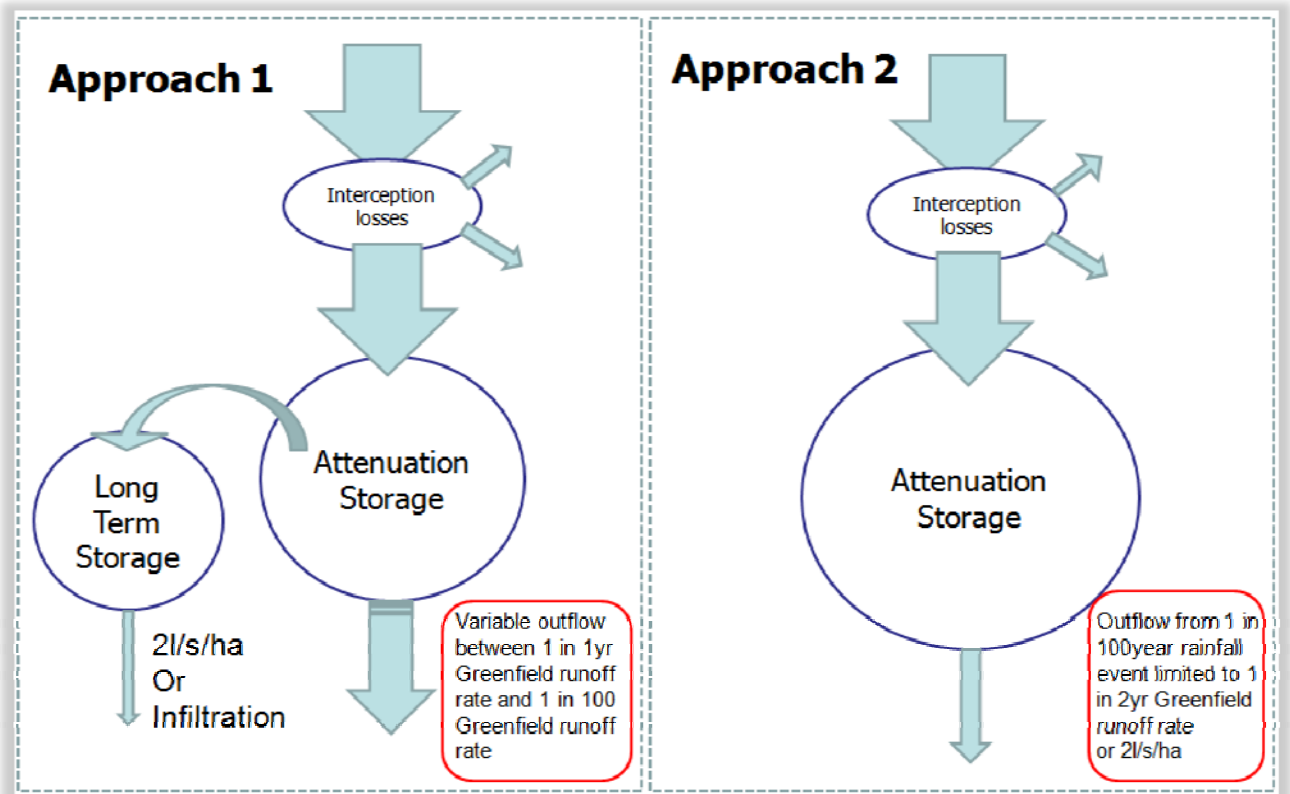 Approach 1
Interception
losses
Attenuation
Storage
Long
Term
Storage
2l/s/ha
Or
Infiltration
Variable outflow
between 1 in 1yr
Greenfield runoff
rate and 1 in 100
Greenfield runoff
rate
Approach 2
Interception
losses
Attenuation
Storage
Outflow from 1 in
100year rainfall
event limited to 1
in 2yr Greenfield
runoff rate
or 2l/s/ha